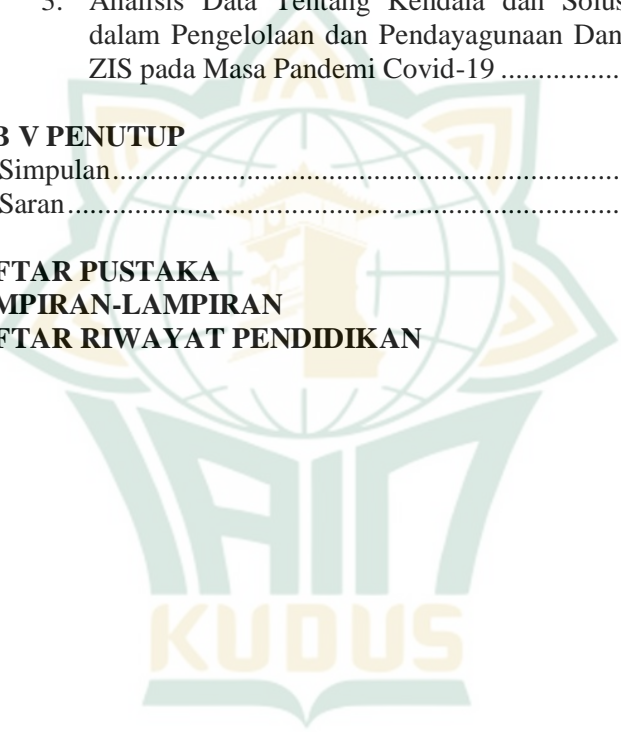 3. Analisis Data Tentang Kendala dan Solus
dalam Pengelolaan dan Pendayagunaan Dan
ZIS pada Masa Pandemi Covid-19 ................
B V PENUTUP
Simpulan.....................................................................
Saran...........................................................................
FTAR PUSTAKA
MPIRAN-LAMPIRAN
FTAR RIWAYAT PENDIDIKAN
IAIN
KUDUS